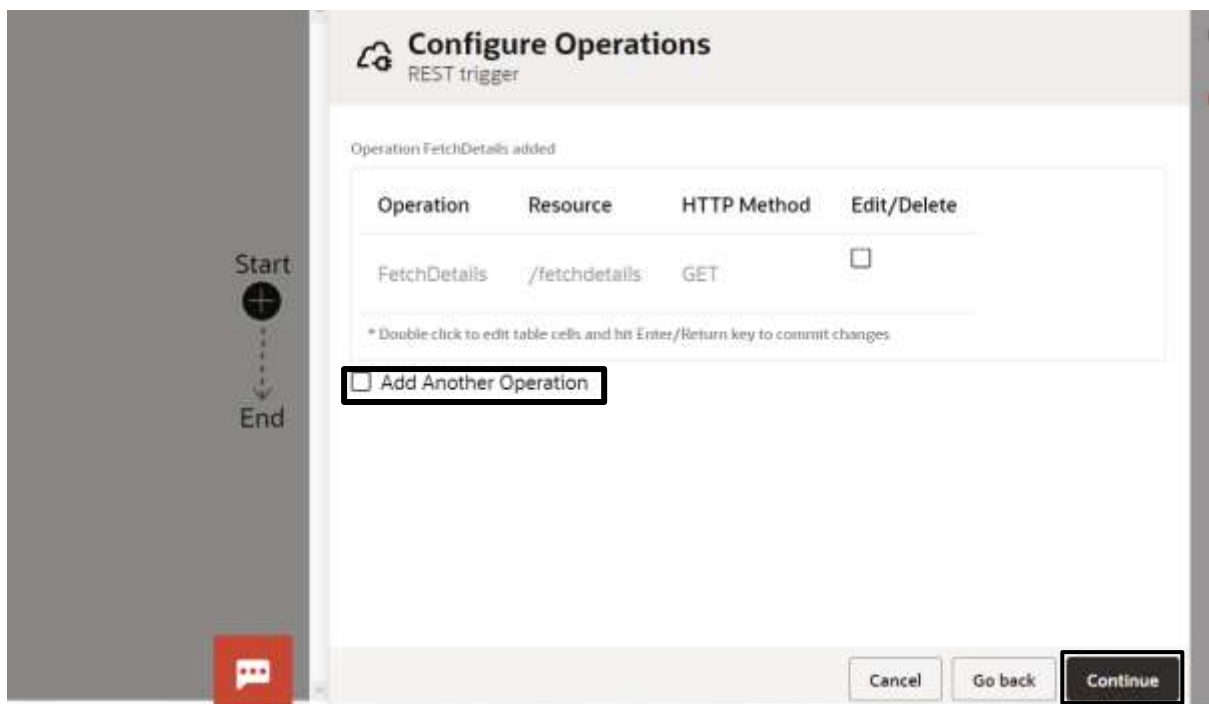 Configure Operations
REST trigger
Operation FetchDetails added
Operation Resource HTTP Method Edit/Delete
FetchDetails /fetchdetails GET
* Double click to edit table cells and hit Enter/Return key to commit changes
Add Another Operation
Start
End
Cancel Go back Continue